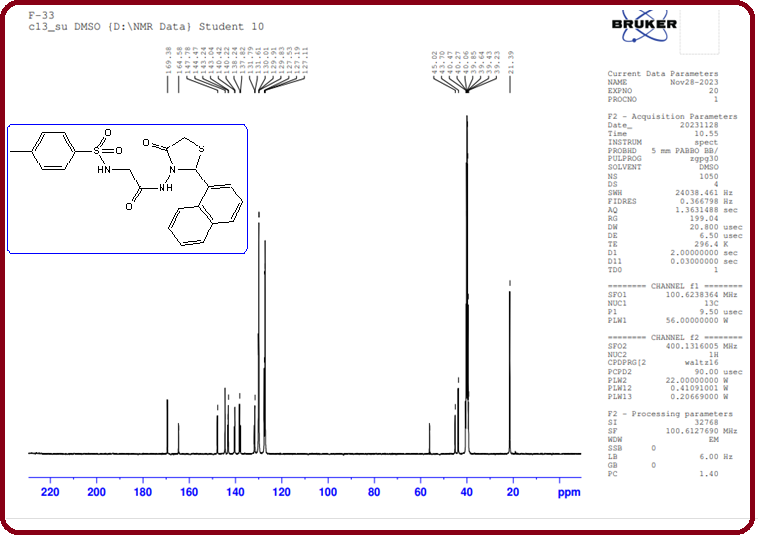 F-33
c13_su DMSO {D:\NMR Data} Student 10
BRUKER
169.38
164.58
147.78
144.47
143.24
143.04
140.42
140.22
138.24
137.82
131.79
131.61
130.01
129.91
129.83
127.53
127.19
127.11
45.02
43.70
40.47
40.27
40.06
39.85
39.64
39.43
39.23
21.39
O
S
O
O
HN
N
S
NH
O
220 200 180 160 140 120 100 80 60 40 20 ppm
Current Data Parameters
NAME Nov28-2023
EXPNO 20
PROCNO 1
F2 - Acquisition Parameters
Date_ 20231128
Time 10.55
INSTRUM spect
PROBHD 5 mm PABBO BB/
PULPROG zgpg30
SOLVENT DMSO
NS 1050
DS 4
SWH 24038.461 Hz
FIDRES 0.366798 Hz
AQ 1.3631488 sec
RG 199.04
DW 20.800 usec
DE 6.50 usec
TE 296.4 K
D1 2.00000000 sec
D11 0.03000000 sec
TD0 1
======== CHANNEL f1 ========
SFO1 100.6238364 MHz
NUC1 13C
P1 9.50 usec
PLW1 56.00000000 W
======== CHANNEL f2 ========
SFO2 400.1316005 MHz
NUC2 1H
CPDPRG[2 waltz16
PCPD2 90.00 usec
PLW2 22.00000000 W
PLW12 0.41091001 W
PLW13 0.20669000 W
F2 - Processing parameters
SI 32768
SF 100.6127690 MHz
WDW EM
SSB 0
LB 6.00 Hz
GB 0
PC 1.40